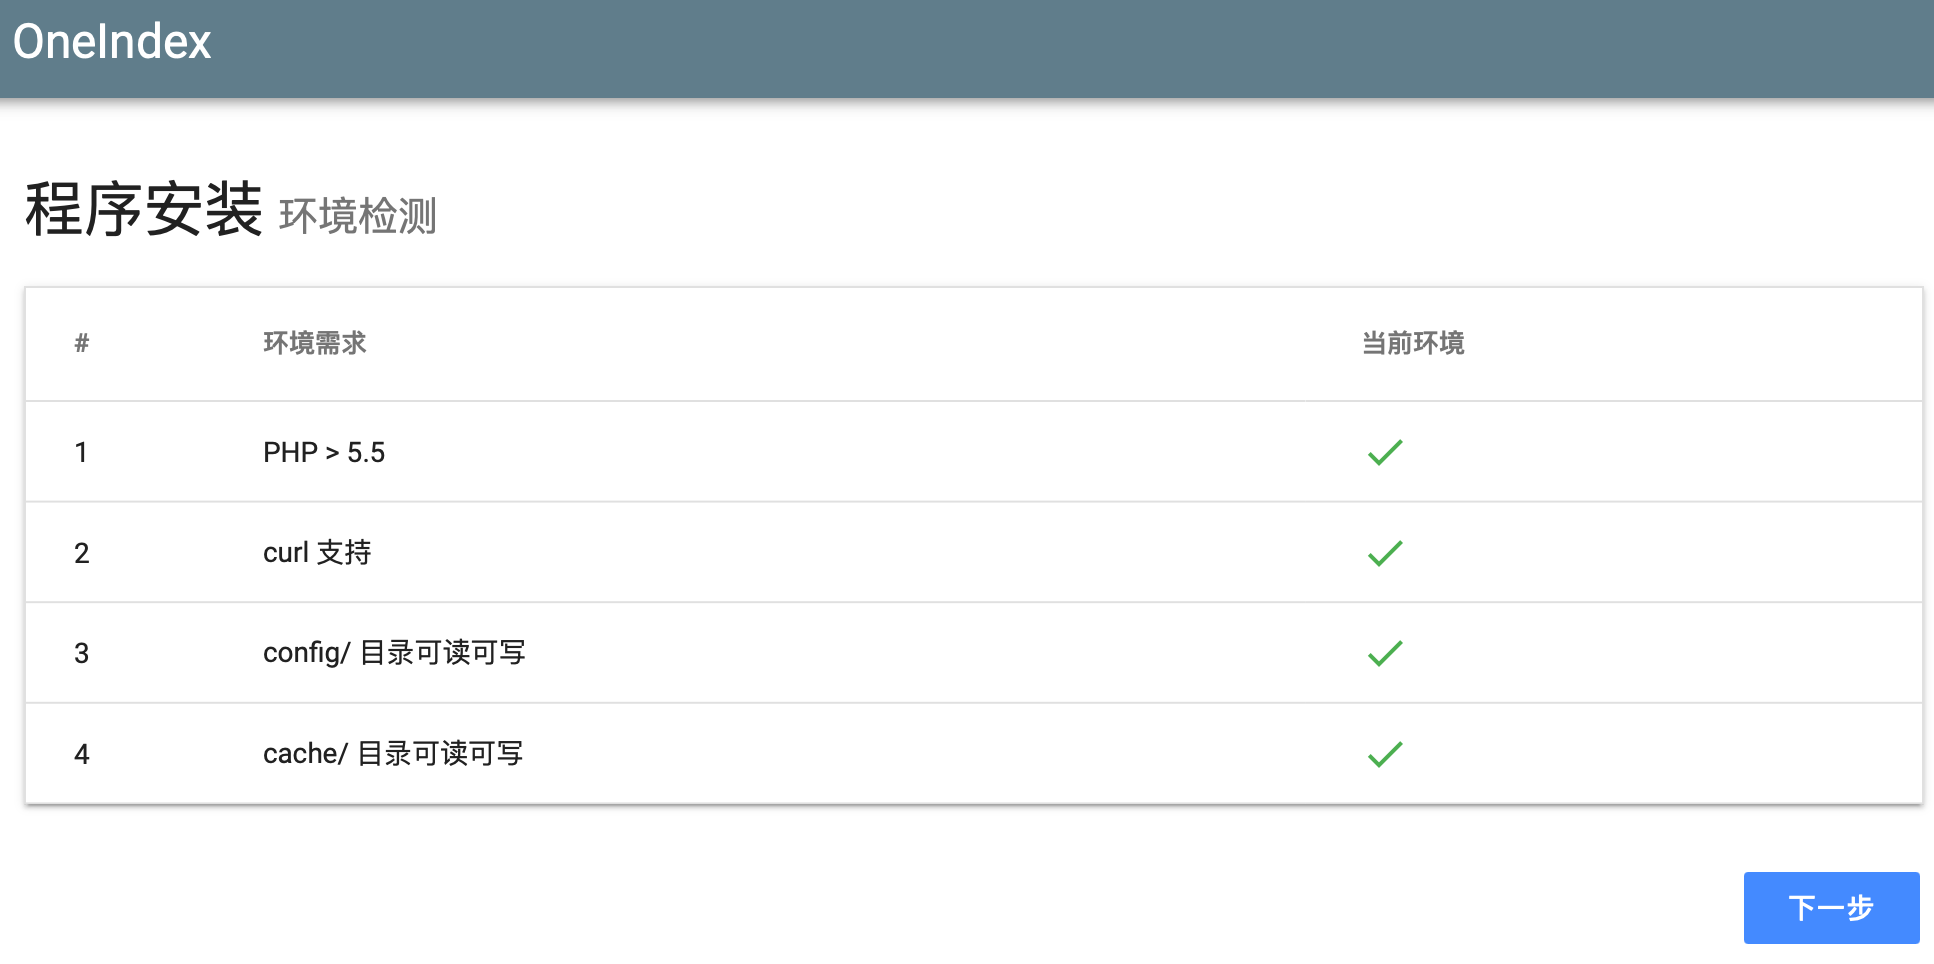 OneIndex
程序安装 环境检测
# 环境需求 当前环境
1 PHP > 5.5
2 curl 支持
3 config/ 目录可读可写
4 cache/ 目录可读可写
下一步